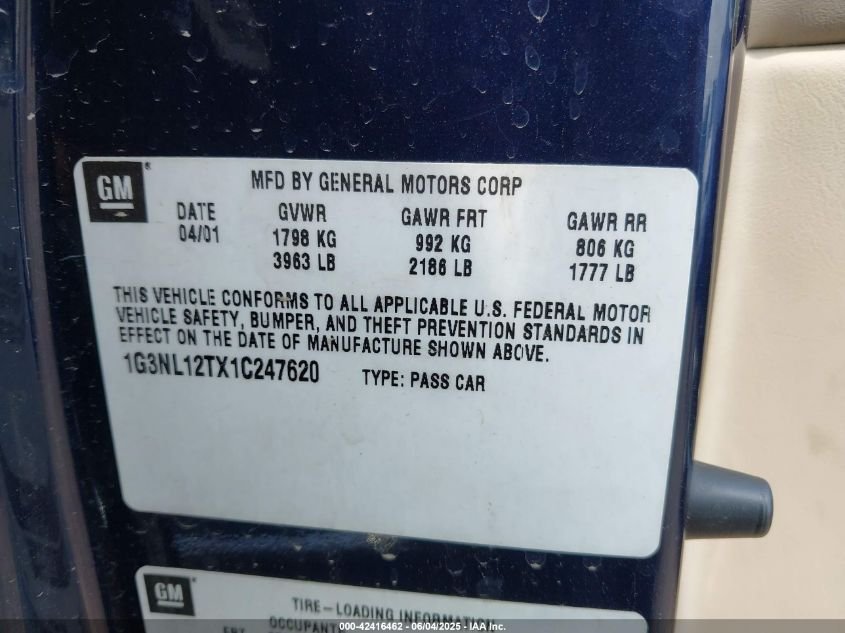 GM
MFD BY GENERAL MOTORS CORP
DATE GVWR GAWR FRT GAWR RR
04/01 1798 KG 992 KG 806 KG
3963 LB 2186 LB 1777 LB
THIS VEHICLE CONFORMS TO ALL APPLICABLE U.S. FEDERAL MOTOR
VEHICLE SAFETY, BUMPER, AND THEFT PREVENTION STANDARDS IN
EFFECT ON THE DATE OF MANUFACTURE SHOWN ABOVE.
1G3NL12TX1C247620 TYPE: PASS CAR
GM
TIRE-LOADING INFORMATION
OCCUPANT
000-42416462 - 06/04/2025 - IAA Inc.